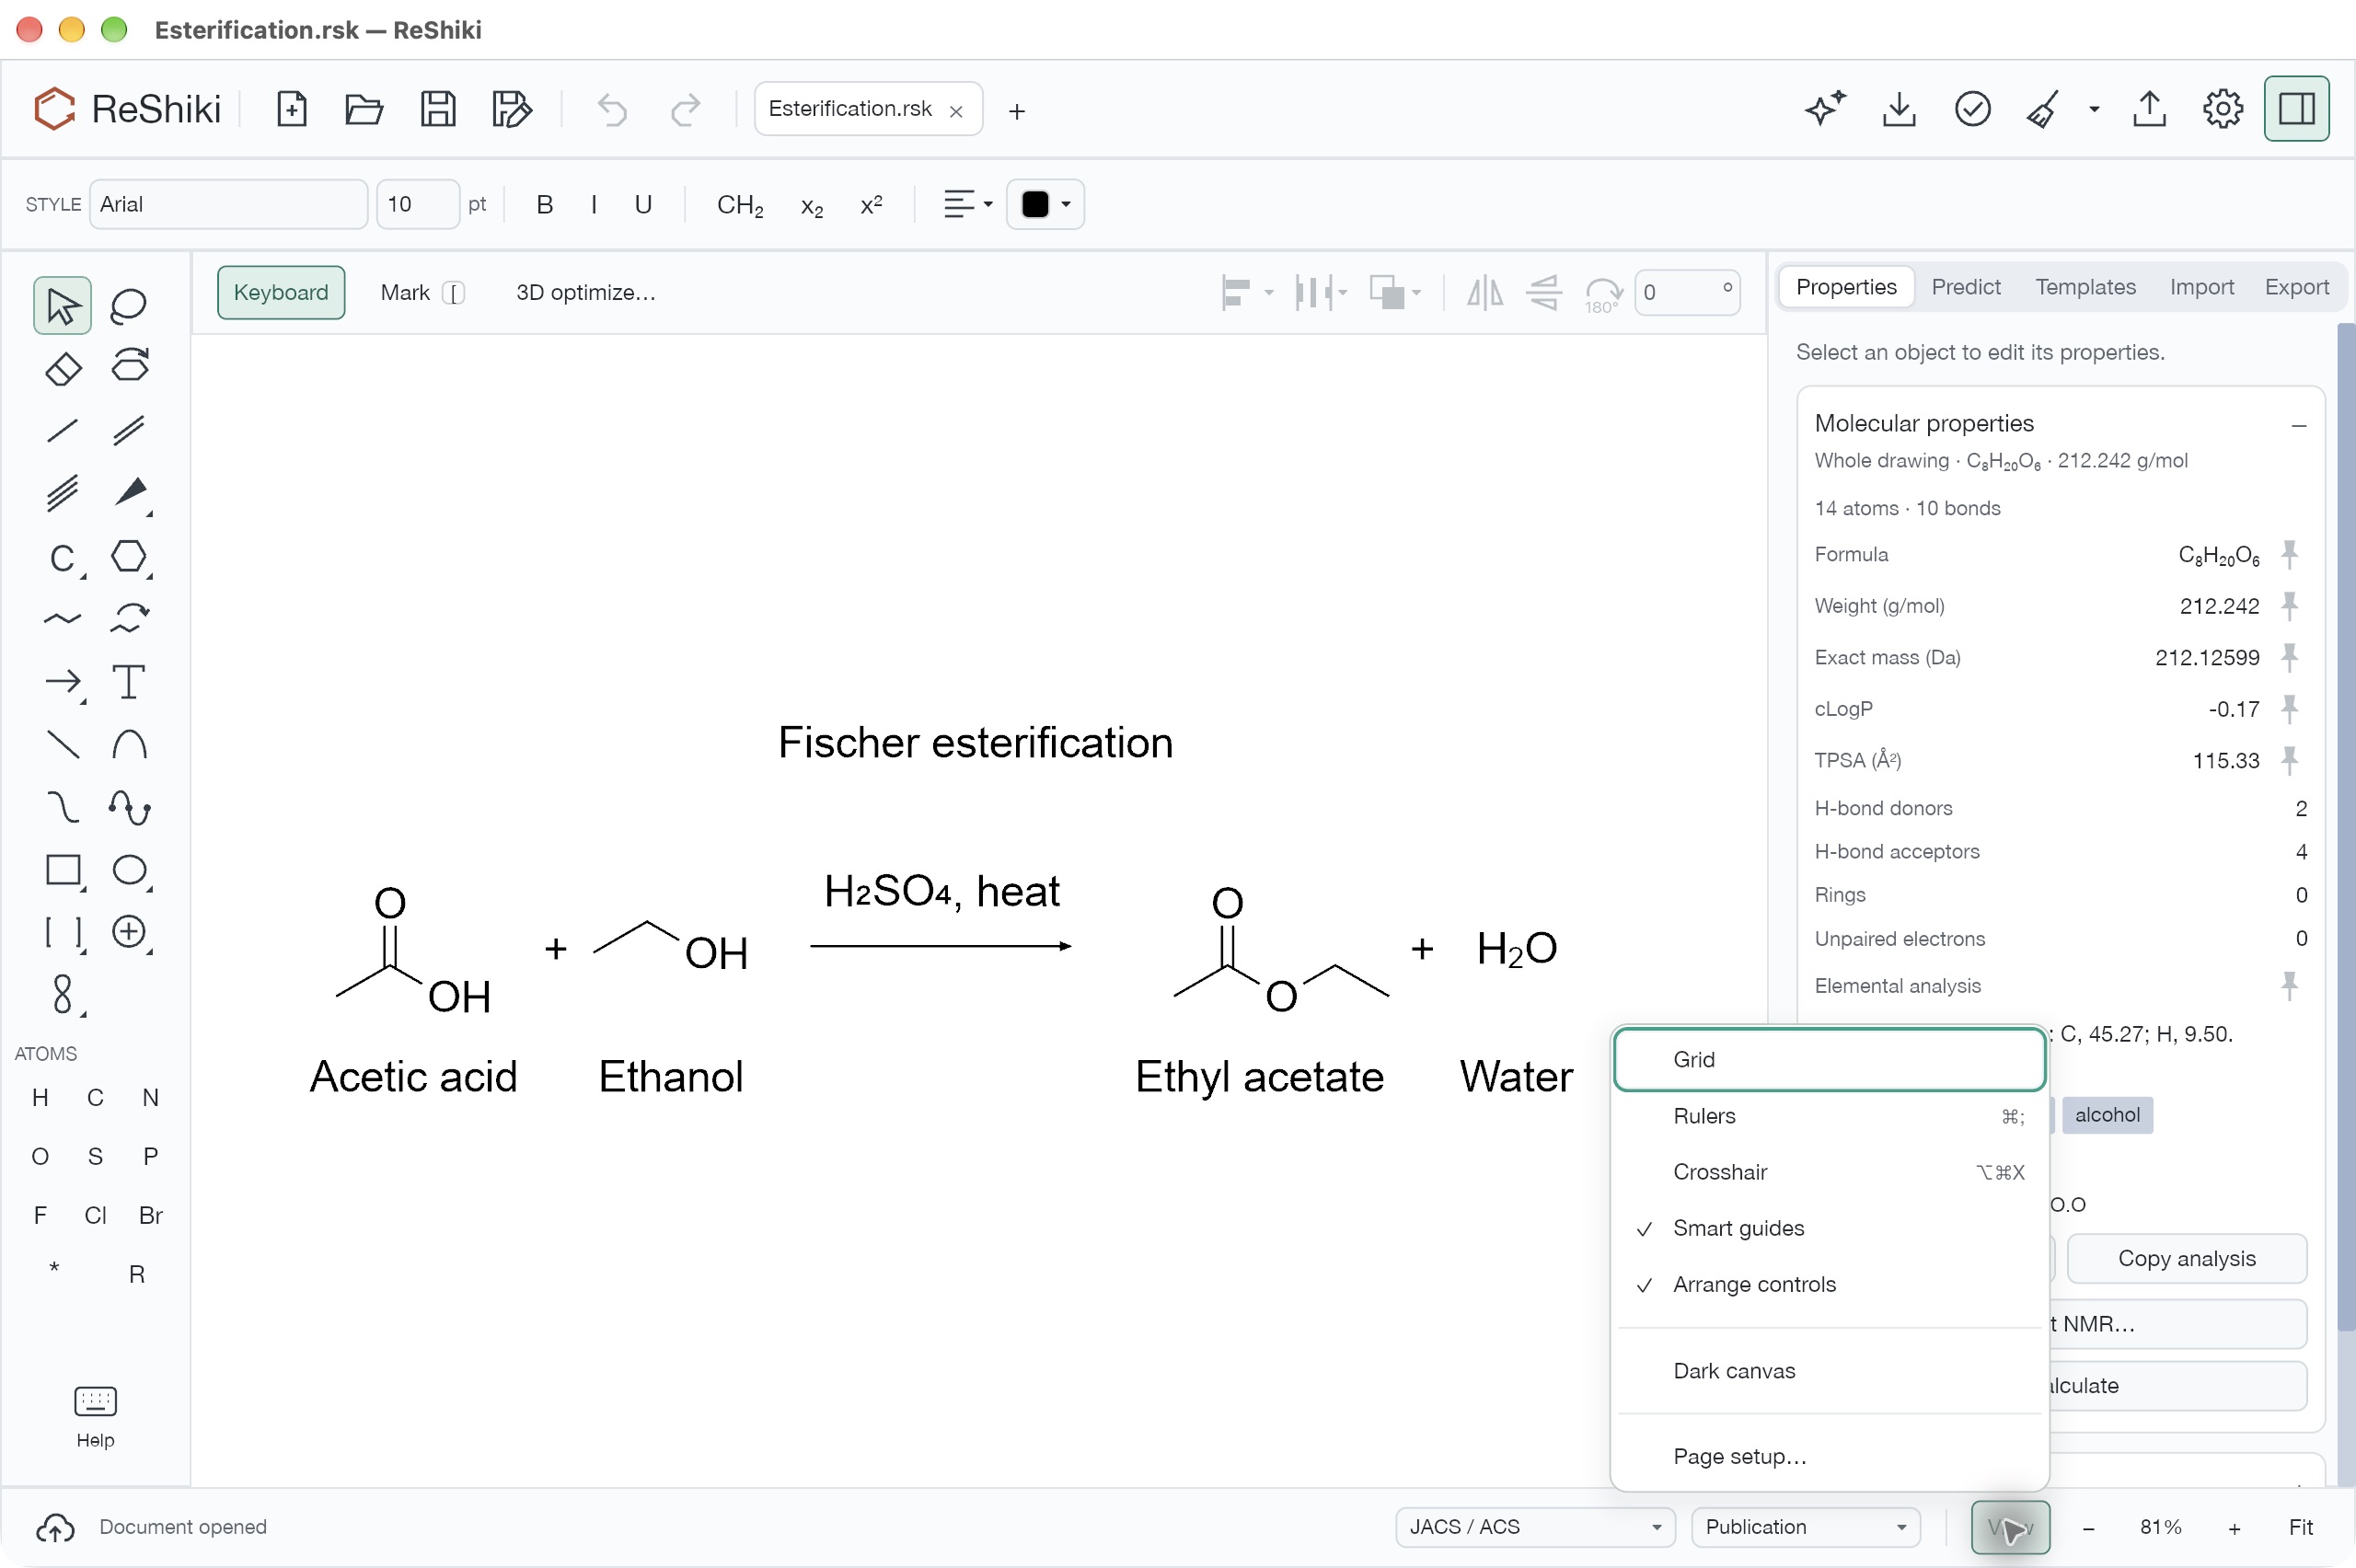 Esterification.rsk — ReShiki
ReShiki
Esterification.rsk × +
STYLE Arial 10 pt B I U CH₂ x₂ x²
Keyboard Mark [ 3D optimize... 180° 0 °
Properties Predict Templates Import Export
Select an object to edit its properties.
Molecular properties
Whole drawing · C₈H₂₀O₆ · 212.242 g/mol
14 atoms · 10 bonds
Formula C₈H₂₀O₆
Weight (g/mol) 212.242
Exact mass (Da) 212.12599
cLogP -0.17
TPSA (Å²) 115.33
H-bond donors 2
H-bond acceptors 4
Rings 0
Unpaired electrons 0
Elemental analysis
: C, 45.27; H, 9.50.
alcohol
O.O
Copy analysis
t NMR...
lculate
C
T
[ ]
ATOMS
H C N
O S P
F Cl Br
* R
Help
Fischer esterification
H₂SO₄, heat
O
OH
+
OH
O
O
+
H₂O
Acetic acid Ethanol Ethyl acetate Water
Grid
Rulers ⌘;
Crosshair ⌥⌘X
✓ Smart guides
✓ Arrange controls
Dark canvas
Page setup...
Document opened JACS / ACS Publication − 81% + Fit